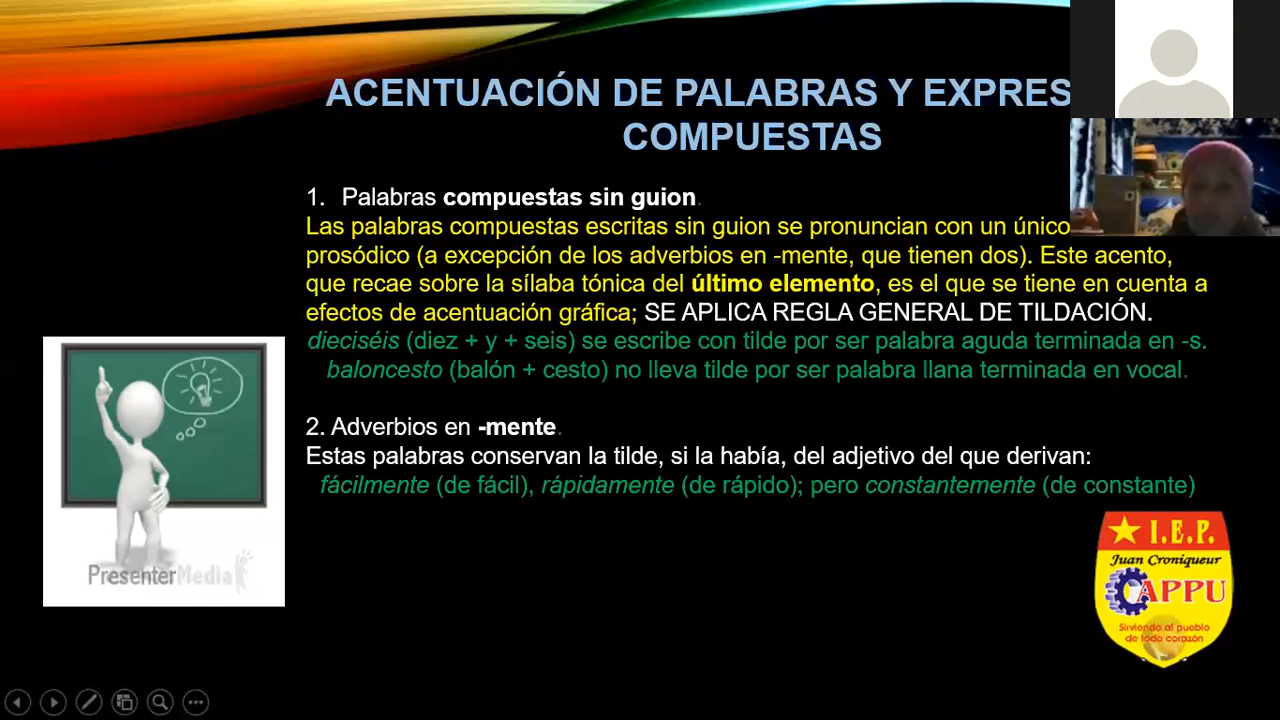 ACENTUACIÓN DE PALABRAS Y EXPRES
COMPUESTAS
1. Palabras compuestas sin guion.
Las palabras compuestas escritas sin guion se pronuncian con un único
prosódico (a excepción de los adverbios en -mente, que tienen dos). Este acento,
que recae sobre la sílaba tónica del último elemento, es el que se tiene en cuenta a
efectos de acentuación gráfica; SE APLICA REGLA GENERAL DE TILDACIÓN.
dieciséis (diez + y + seis) se escribe con tilde por ser palabra aguda terminada en -s.
baloncesto (balón + cesto) no lleva tilde por ser palabra llana terminada en vocal.
2. Adverbios en -mente.
Estas palabras conservan la tilde, si la había, del adjetivo del que derivan:
fácilmente (de fácil), rápidamente (de rápido); pero constantemente (de constante)
PresenterMedia
I.E.P.
Juan Croniqueur
CAPPU
Sirviendo al pueblo
de todo corazón